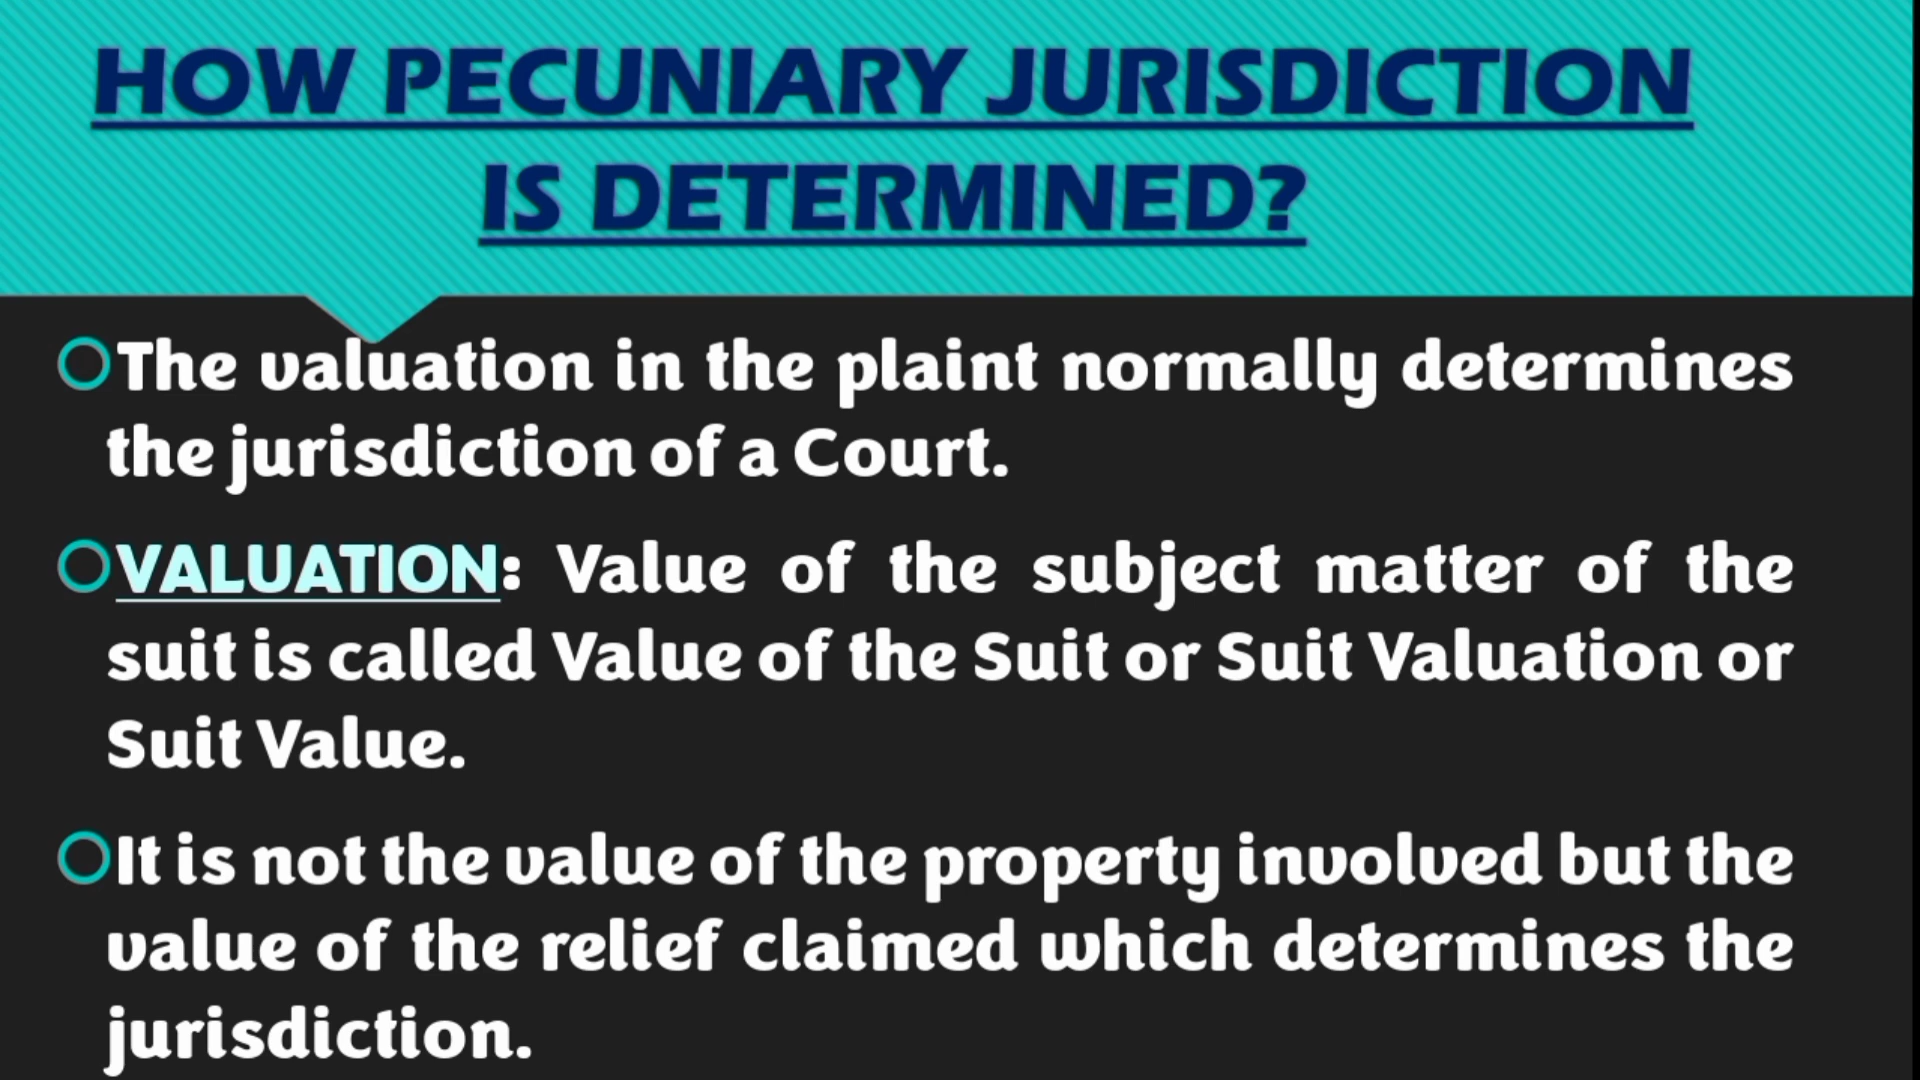 HOW PECUNIARY JURISDICTION
IS DETERMINED?
The valuation in the plaint normally determines
the jurisdiction of a Court.
VALUATION: Value of the subject matter of the
suit is called Value of the Suit or Suit Valuation or
Suit Value.
It is not the value of the property involved but the
value of the relief claimed which determines the
jurisdiction.